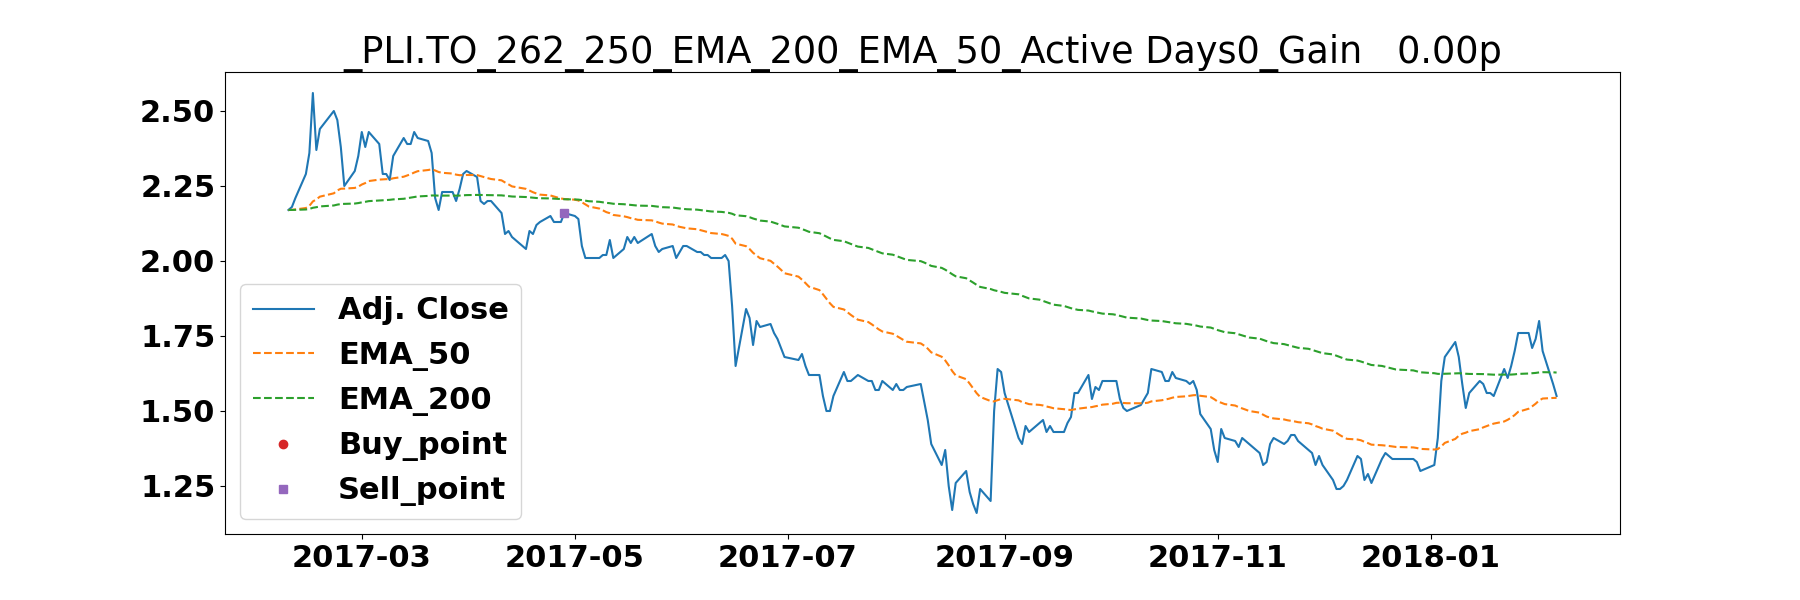 _PLI.TO_262_250_EMA_200_EMA_50_Active Days0_Gain   0.00p
2.50
2.25
2.00
1.75
1.50
1.25
Adj. Close
EMA_50
EMA_200
Buy_point
Sell_point
2017-03 2017-05 2017-07 2017-09 2017-11 2018-01